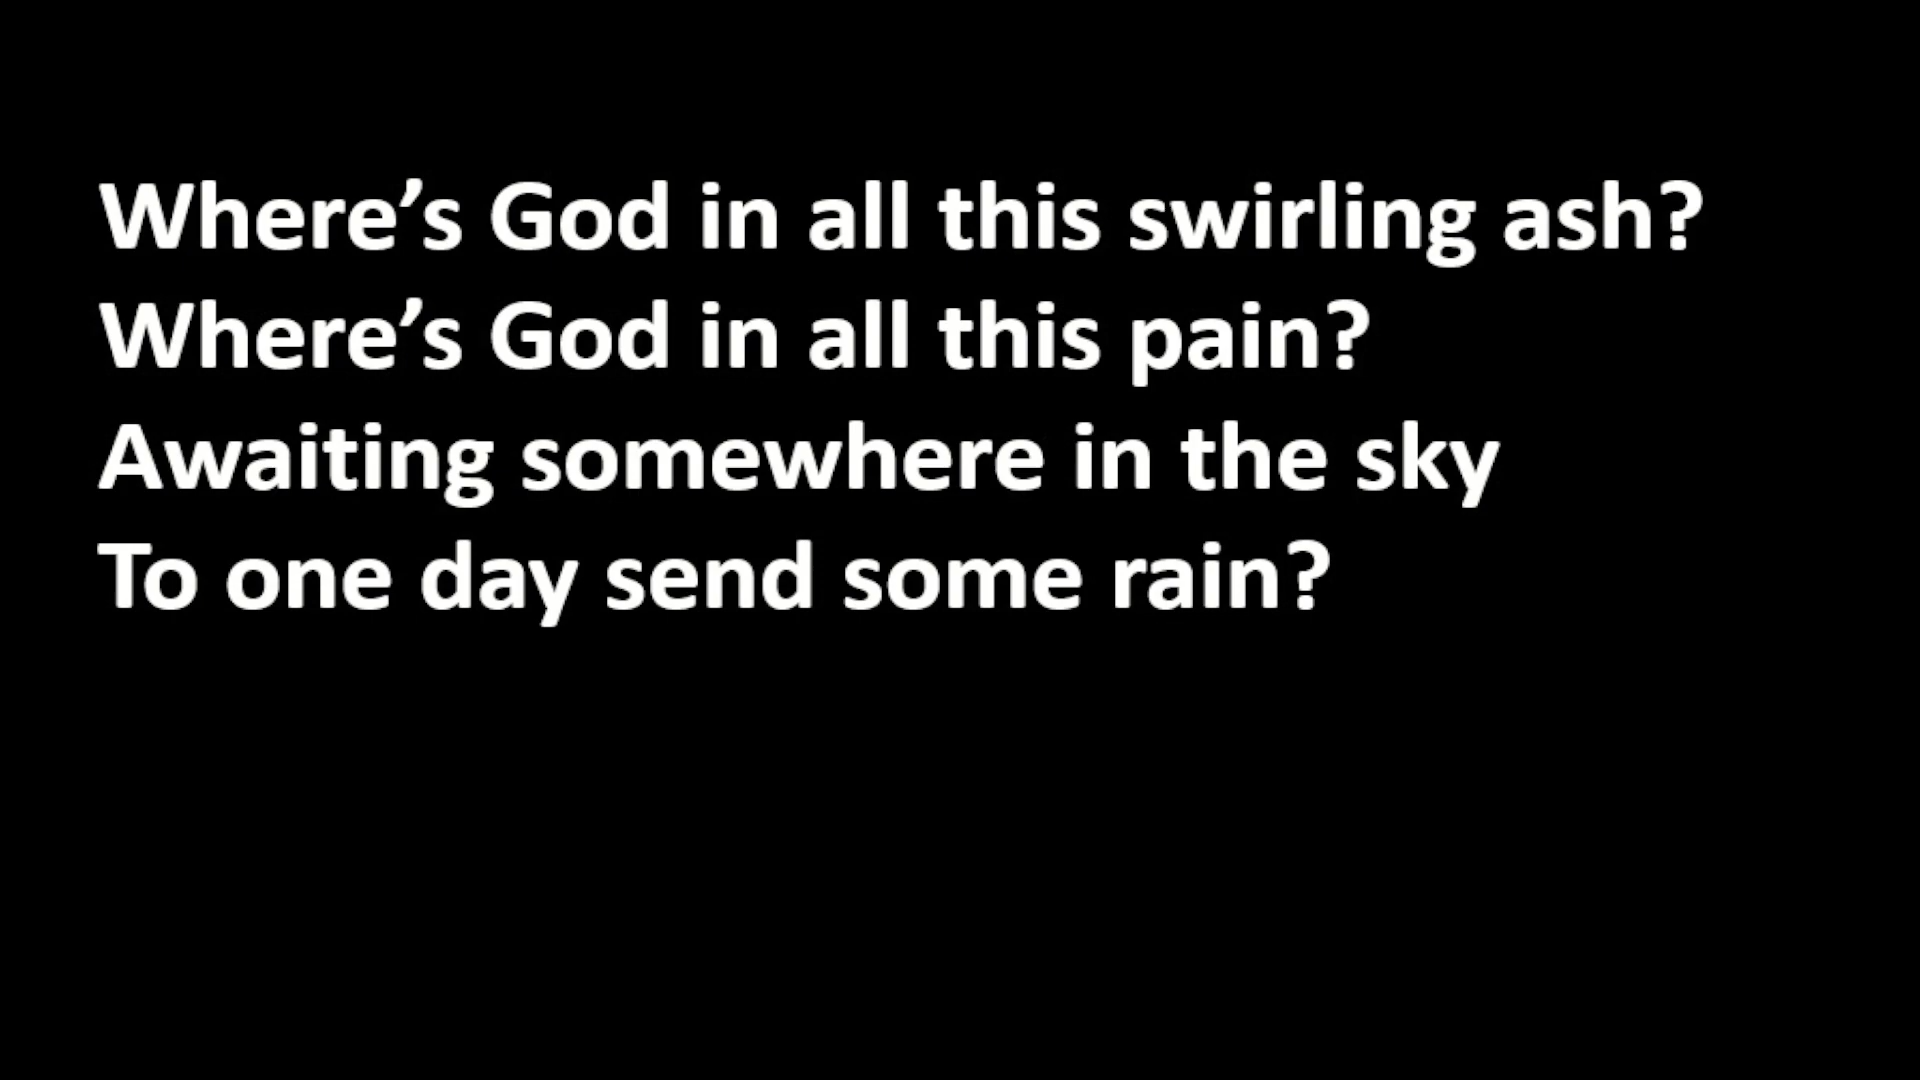 Where’s God in all this swirling ash?
Where’s God in all this pain?
Awaiting somewhere in the sky
To one day send some rain?